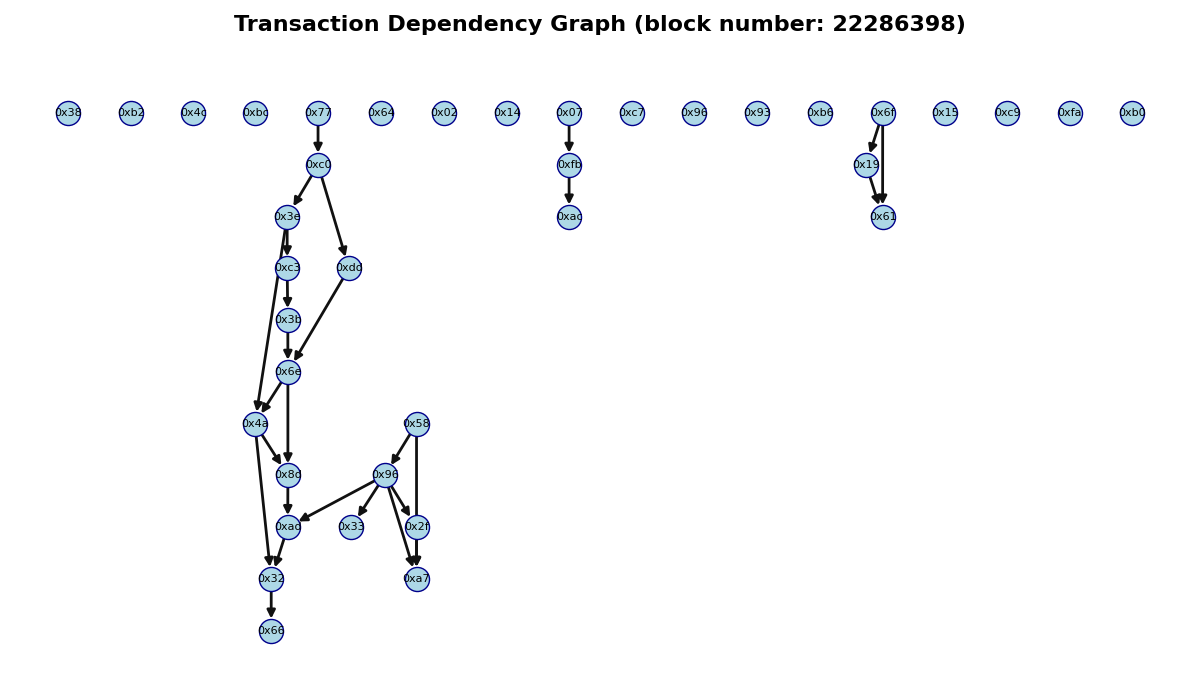 Transaction Dependency Graph (block number: 22286398)
0x38 0xb2 0x4c 0xbc 0x77 0x64 0x02 0x14 0x07 0xc7 0x96 0x93 0xb6 0x6f 0x15 0xc9 0xfa 0xb0
0xc0 0xfb 0x19
0x3e 0xac 0x61
0xc3 0xdd
0x3b
0x6e
0x4a 0x58
0x8d 0x96
0xad 0x33 0x2f
0x32 0xa7
0x66